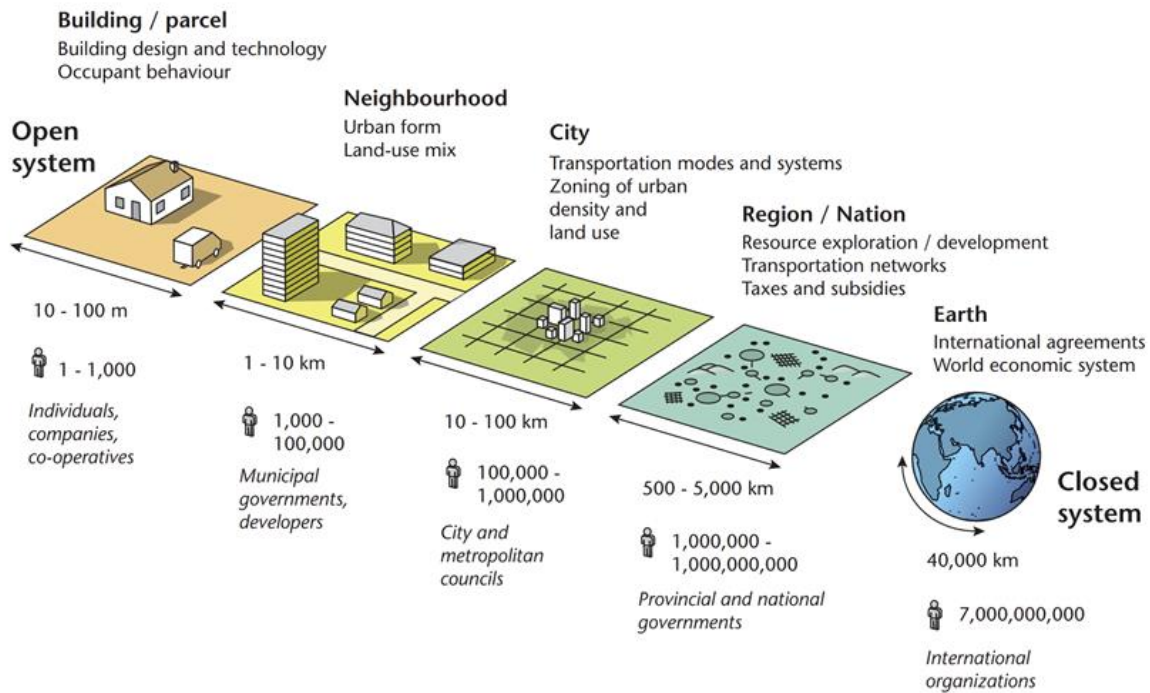 Building / parcel
Building design and technology
Occupant behaviour
Open
system
10 - 100 m
1 - 1,000
Individuals,
companies,
co-operatives
Neighbourhood
Urban form
Land-use mix
1 - 10 km
1,000 -
100,000
Municipal
governments,
developers
City
Transportation modes and systems
Zoning of urban
density and
land use
10 - 100 km
100,000 -
1,000,000
City and
metropolitan
councils
Region / Nation
Resource exploration / development
Transportation networks
Taxes and subsidies
500 - 5,000 km
1,000,000 -
1,000,000,000
Provincial and national
governments
Earth
International agreements
World economic system
Closed
system
40,000 km
7,000,000,000
International
organizations